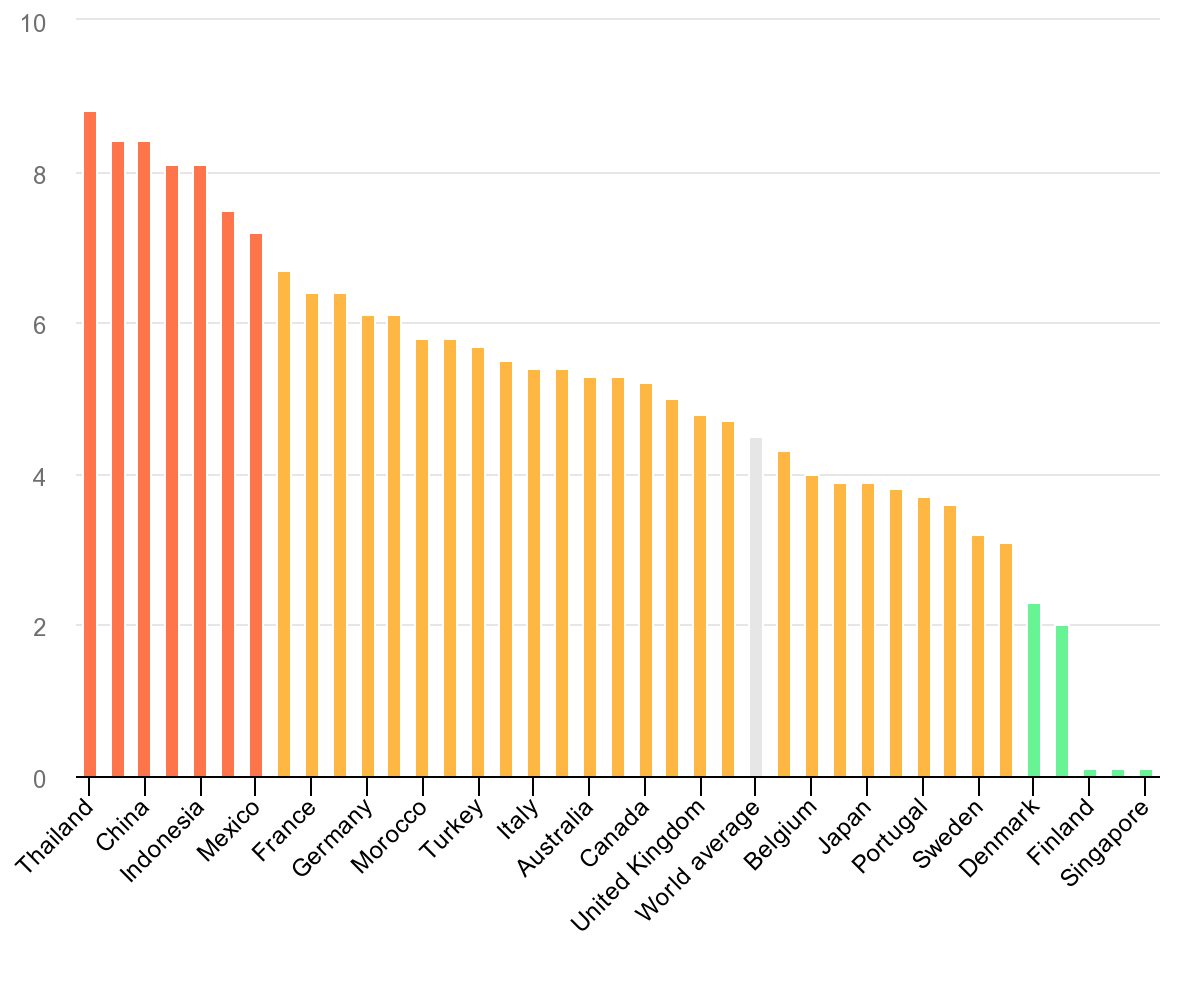 10
8
6
4
2
0
Thailand
China
Indonesia
Mexico
France
Germany
Morocco
Turkey
Italy
Australia
Canada
United Kingdom
World average
Belgium
Japan
Portugal
Sweden
Denmark
Finland
Singapore